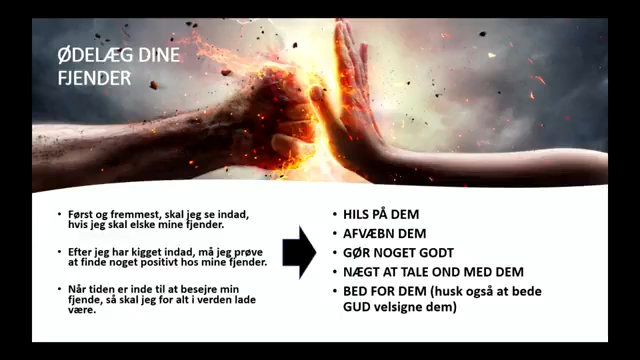 ØDELÆG DINE
FJENDER
• Først og fremmest, skal jeg se indad,
hvis jeg skal elske mine fjender.
• Efter jeg har kigget indad, må jeg prøve
at finde noget positivt hos mine fjender.
• Når tiden er inde til at besejre min
fjende, så skal jeg for alt i verden lade
være.
• HILS PÅ DEM
• AFVÆBN DEM
• GØR NOGET GODT
• NÆGT AT TALE OND MED DEM
• BED FOR DEM (husk også at bede
GUD velsigne dem)